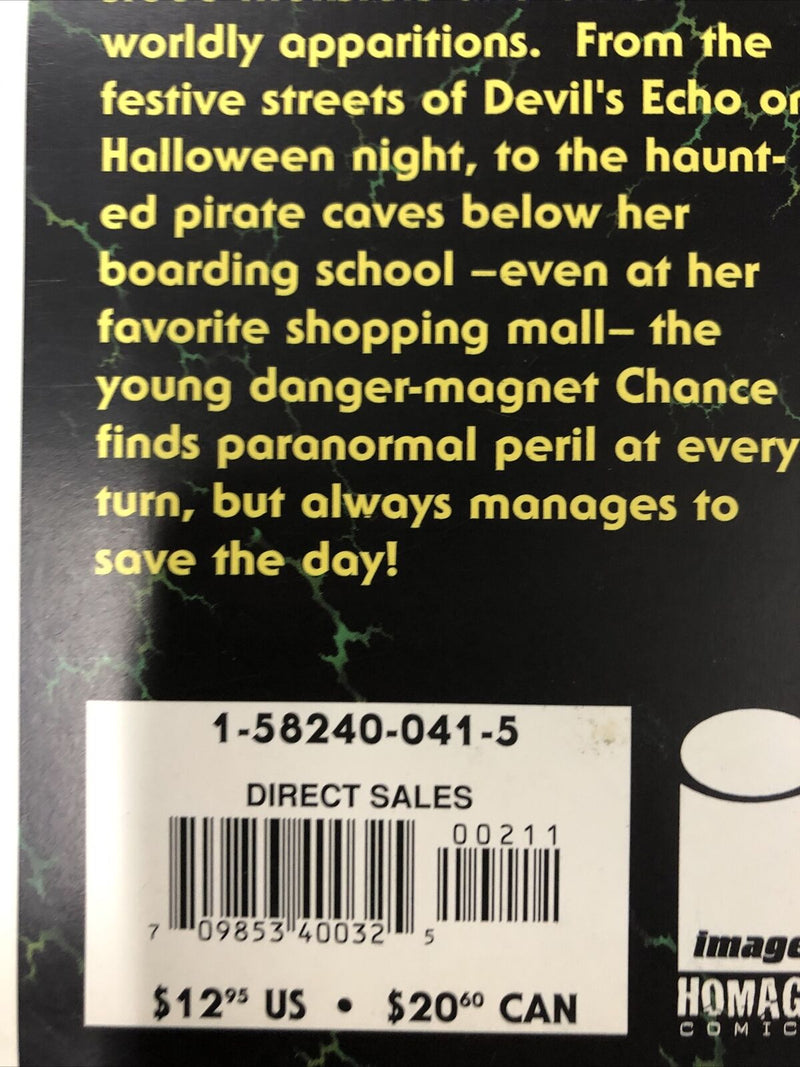 worldly apparitions. From the
festive streets of Devil's Echo on
Halloween night, to the haunt-
ed pirate caves below her
boarding school –even at her
favorite shopping mall– the
young danger-magnet Chance
finds paranormal peril at every
turn, but always manages to
save the day!
1-58240-041-5
DIRECT SALES
00211
7 09853 40032 5
$12.95 US • $20.60 CAN
image
HOMAG
COMIC